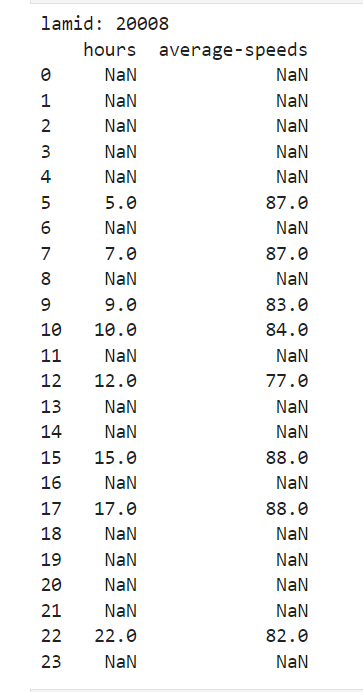 lamid: 20008
hours average-speeds
0 NaN NaN
1 NaN NaN
2 NaN NaN
3 NaN NaN
4 NaN NaN
5 5.0 87.0
6 NaN NaN
7 7.0 87.0
8 NaN NaN
9 9.0 83.0
10 10.0 84.0
11 NaN NaN
12 12.0 77.0
13 NaN NaN
14 NaN NaN
15 15.0 88.0
16 NaN NaN
17 17.0 88.0
18 NaN NaN
19 NaN NaN
20 NaN NaN
21 NaN NaN
22 22.0 82.0
23 NaN NaN